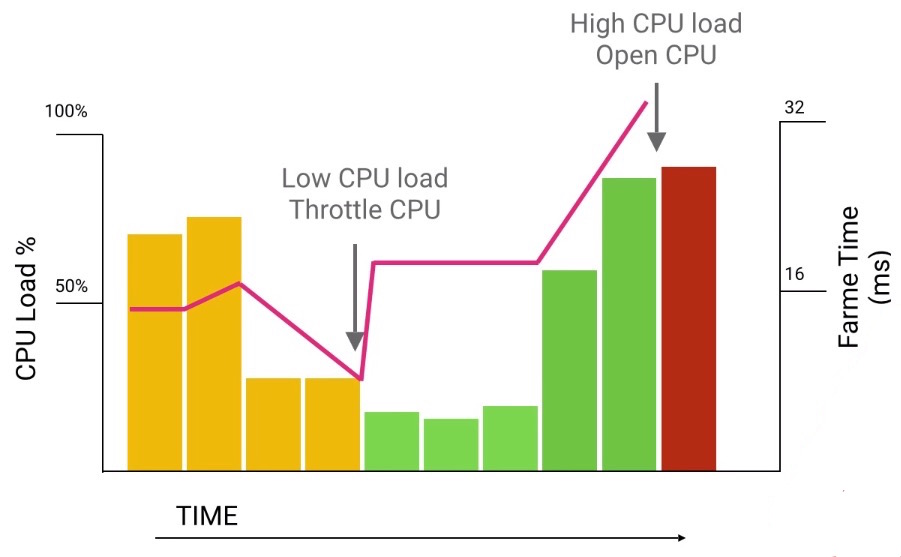 High CPU load
Open CPU
100%
32
Low CPU load
Throttle CPU
50%
16
CPU Load %
Farme Time
(ms)
TIME